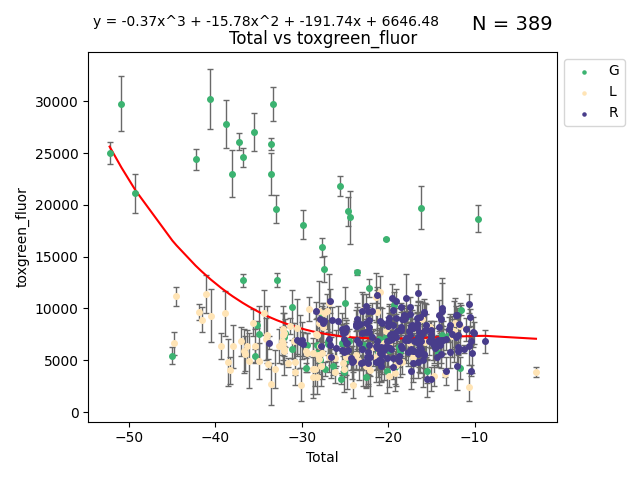 y = -0.37x^3 + -15.78x^2 + -191.74x + 6646.48
N = 389
Total vs toxgreen_fluor
G
L
R
30000
25000
20000
15000
10000
5000
0
toxgreen_fluor
−50
−40
−30
−20
−10
Total